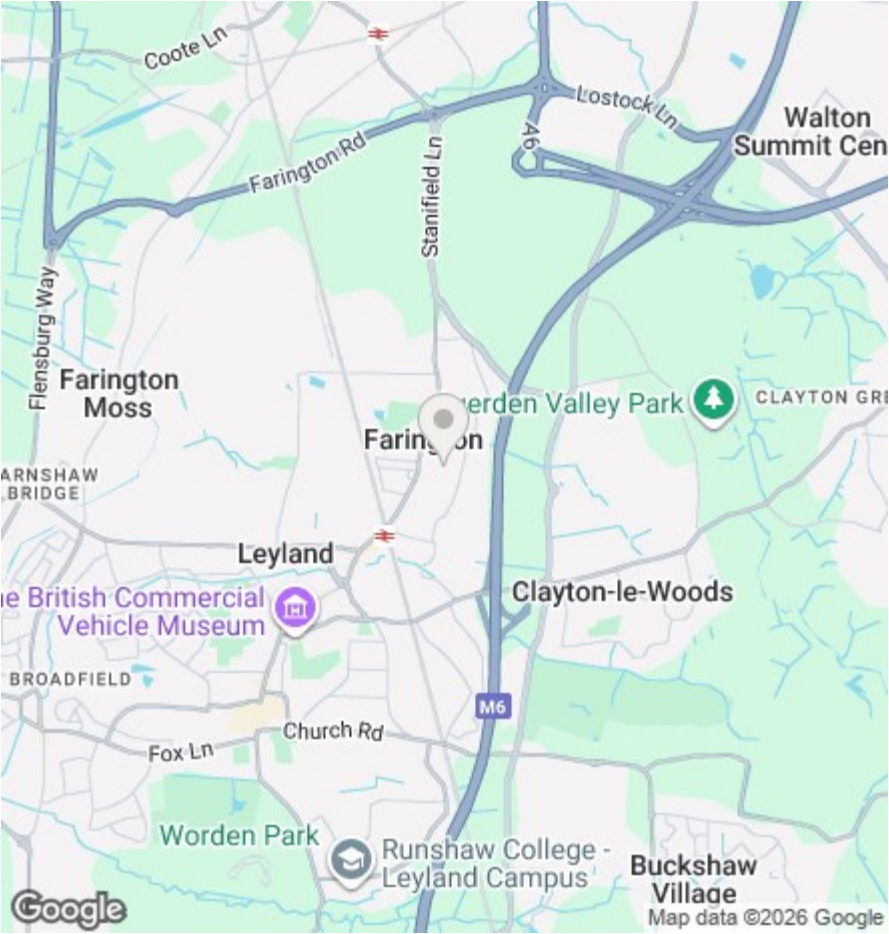 Coote Ln
Lostock Ln
Walton
Summit Cen
A6
Farington Rd
Stanifield Ln
Flensburg Way
Farington
Moss
erden Valley Park
CLAYTON GRE
Farington
ARNSHAW
BRIDGE
Leyland
Clayton-le-Woods
e British Commercial
Vehicle Museum
BROADFIELD
M6
Church Rd
Fox Ln
Worden Park
Runshaw College -
Leyland Campus
Buckshaw
Village
Google
Map data ©2026 Google